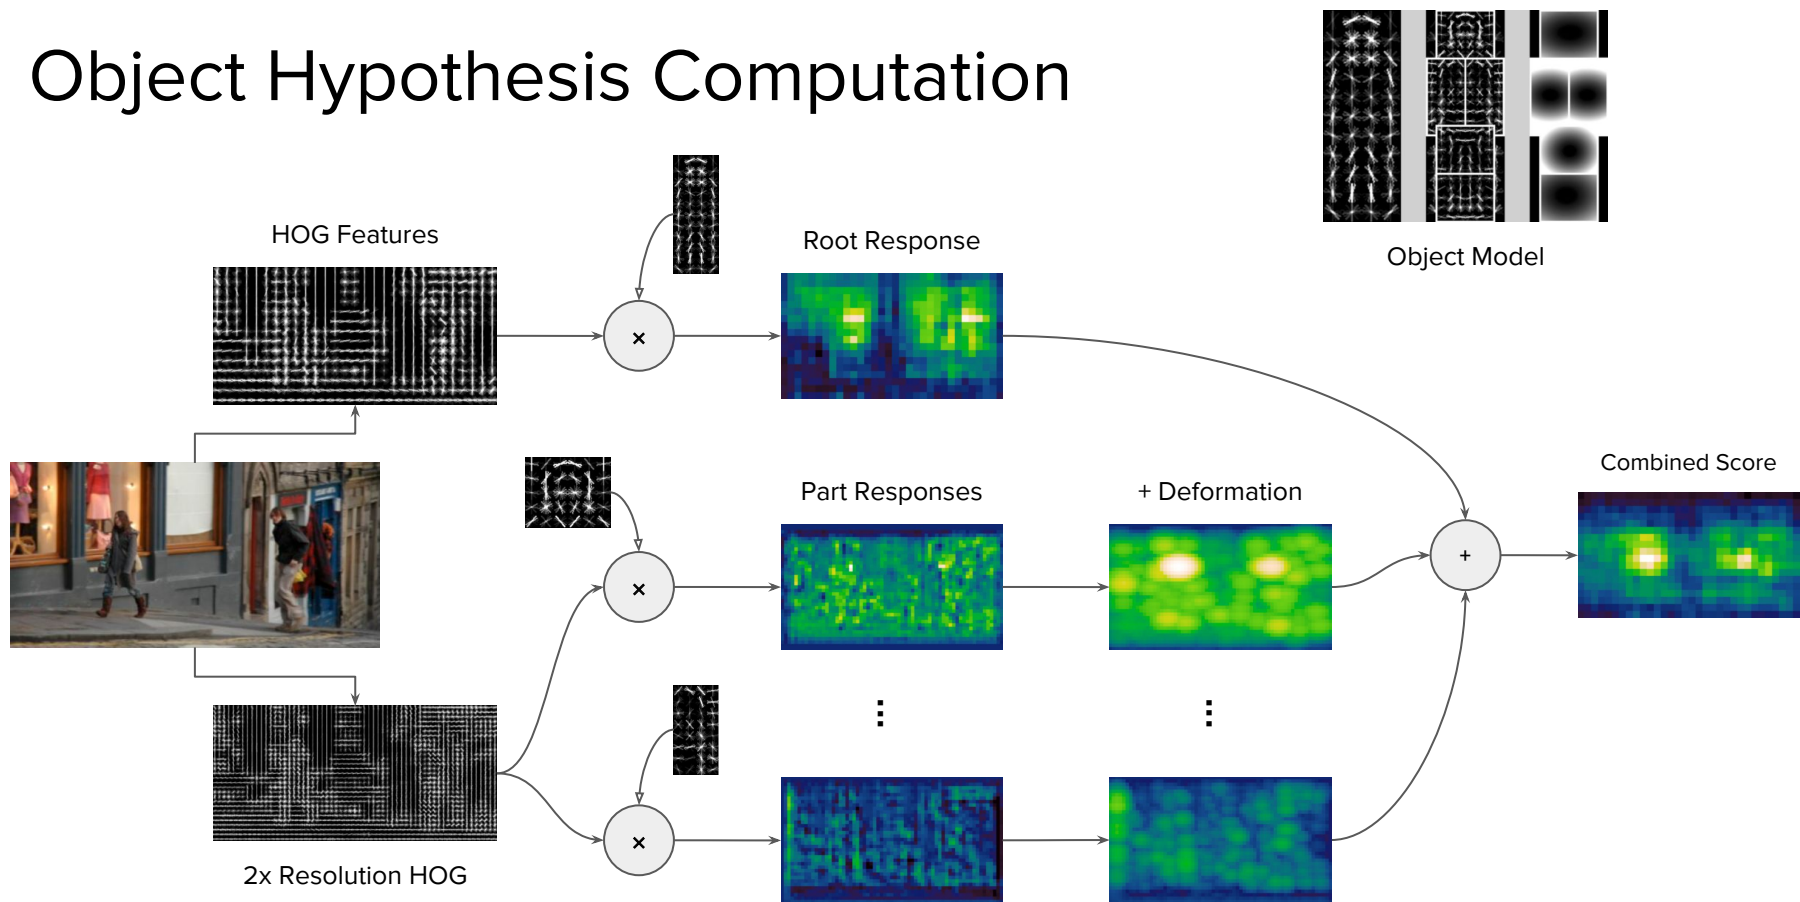 Object Hypothesis Computation
Object Model
HOG Features
Root Response
×
Combined Score
Part Responses
+ Deformation
×
+
⋮
⋮
×
2x Resolution HOG